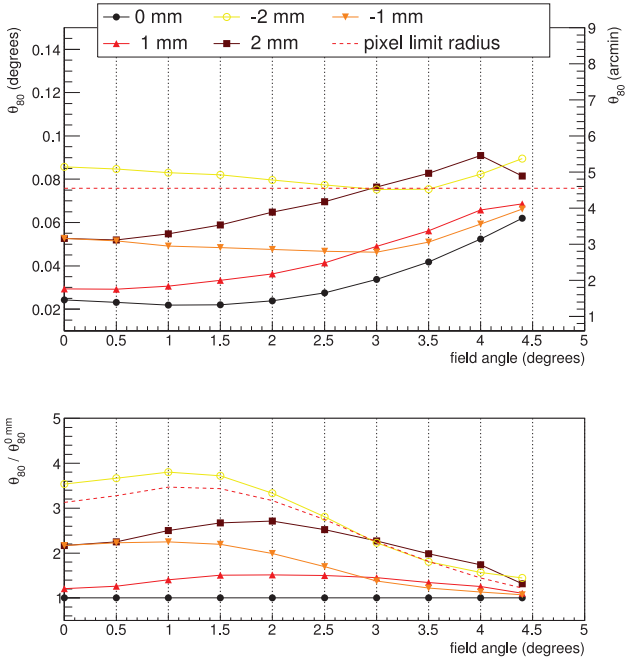 0 mm -2 mm -1 mm
1 mm 2 mm pixel limit radius
θ80 (degrees)
0.14
0.12
0.1
0.08
0.06
0.04
0.02
θ80 (arcmin)
9
8
7
6
5
4
3
2
1
0 0.5 1 1.5 2 2.5 3 3.5 4 4.5 5
field angle (degrees)
θ80 / θ80^0 mm
5
4
3
2
1
0 0.5 1 1.5 2 2.5 3 3.5 4 4.5 5
field angle (degrees)